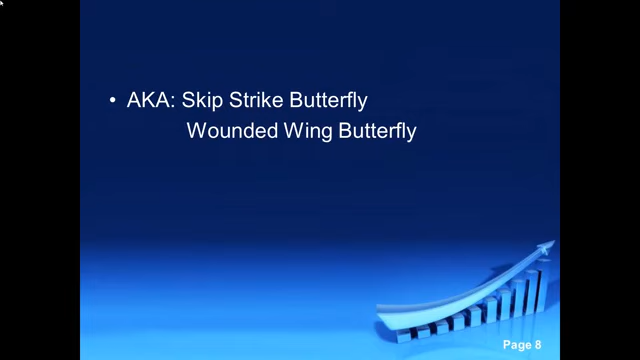 • AKA: Skip Strike Butterfly
Wounded Wing Butterfly
Page 8